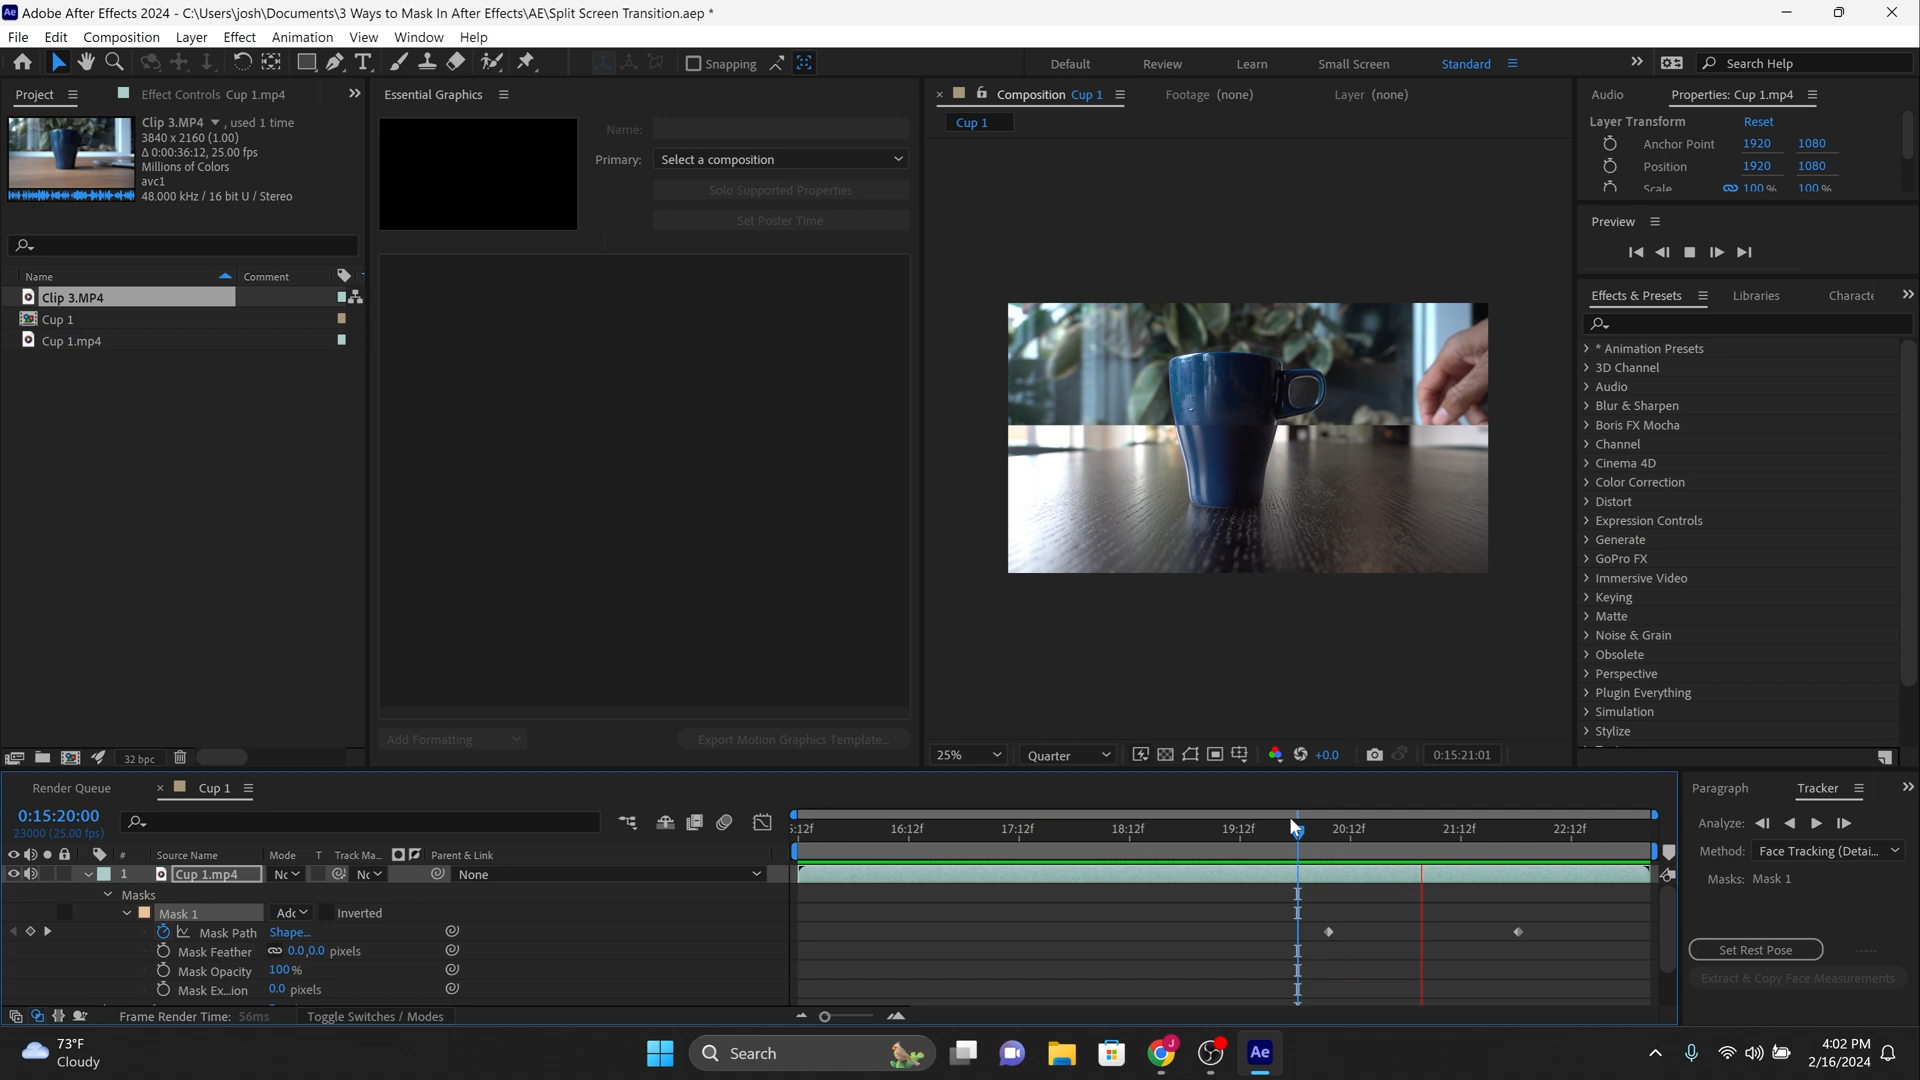 Adobe After Effects 2024 - C:\Users\josh\Documents\3 Ways to Mask In After Effects\AE\Split Screen Transition.aep *
File Edit Composition Layer Effect Animation View Window Help
Snapping Default Review Learn Small Screen Standard Search Help
Project Effect Controls Cup 1.mp4 Essential Graphics Composition Cup 1 Footage (none) Layer (none) Audio Properties: Cup 1.mp4
Clip 3.MP4 , used 1 time
3840 x 2160 (1.00)
Δ 0:00:36:12, 25.00 fps
Millions of Colors
avc1
48.000 kHz / 16 bit U / Stereo
Name Comment
Clip 3.MP4
Cup 1
Cup 1.mp4
32 bpc
Name:
Primary: Select a composition
Solo Supported Properties
Set Poster Time
Add Formatting Export Motion Graphics Template...
Cup 1
25% Quarter +0.0 0:15:21:01
Layer Transform Reset
Anchor Point 1920 1080
Position 1920 1080
Scale 100 % 100 %
Preview
Effects & Presets Libraries Characte
* Animation Presets
3D Channel
Audio
Blur & Sharpen
Boris FX Mocha
Channel
Cinema 4D
Color Correction
Distort
Expression Controls
Generate
GoPro FX
Immersive Video
Keying
Matte
Noise & Grain
Obsolete
Perspective
Plugin Everything
Simulation
Stylize
Render Queue Cup 1
0:15:20:00
23000 (25.00 fps)
5:12f 16:12f 17:12f 18:12f 19:12f 20:12f 21:12f 22:12f
# Source Name Mode T Track Ma... Parent & Link
1 Cup 1.mp4 Nc Nc None
Masks
Mask 1 Adc Inverted
Mask Path Shape...
Mask Feather 0.0,0.0 pixels
Mask Opacity 100%
Mask Ex...ion 0.0 pixels
Frame Render Time: 56ms Toggle Switches / Modes
Paragraph Tracker
Analyze:
Method: Face Tracking (Detai...
Masks: Mask 1
Set Rest Pose -----
Extract & Copy Face Measurements
73°F
Cloudy
Search
Ae
4:02 PM
2/16/2024